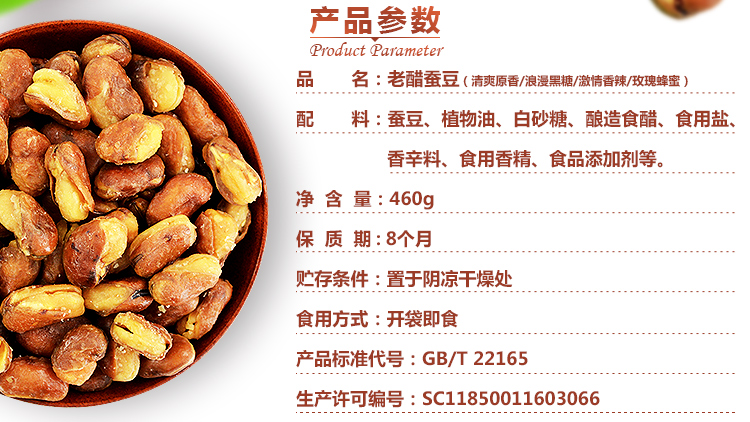 产品参数
Product Parameter
品 名：老醋蚕豆（清爽原香/浪漫黑糖/激情香辣/玫瑰蜂蜜）
配 料：蚕豆、植物油、白砂糖、酿造食醋、食用盐、
香辛料、食用香精、食品添加剂等。
净 含 量：460g
保 质 期：8个月
贮存条件：置于阴凉干燥处
食用方式：开袋即食
产品标准代号：GB/T 22165
生产许可编号：SC11850011603066